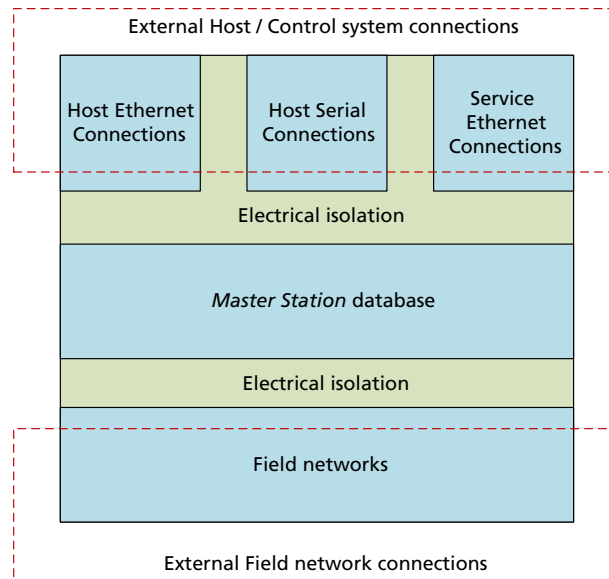 External Host / Control system connections
Host Ethernet
Connections
Host Serial
Connections
Service
Ethernet
Connections
Electrical isolation
Master Station database
Electrical isolation
Field networks
External Field network connections